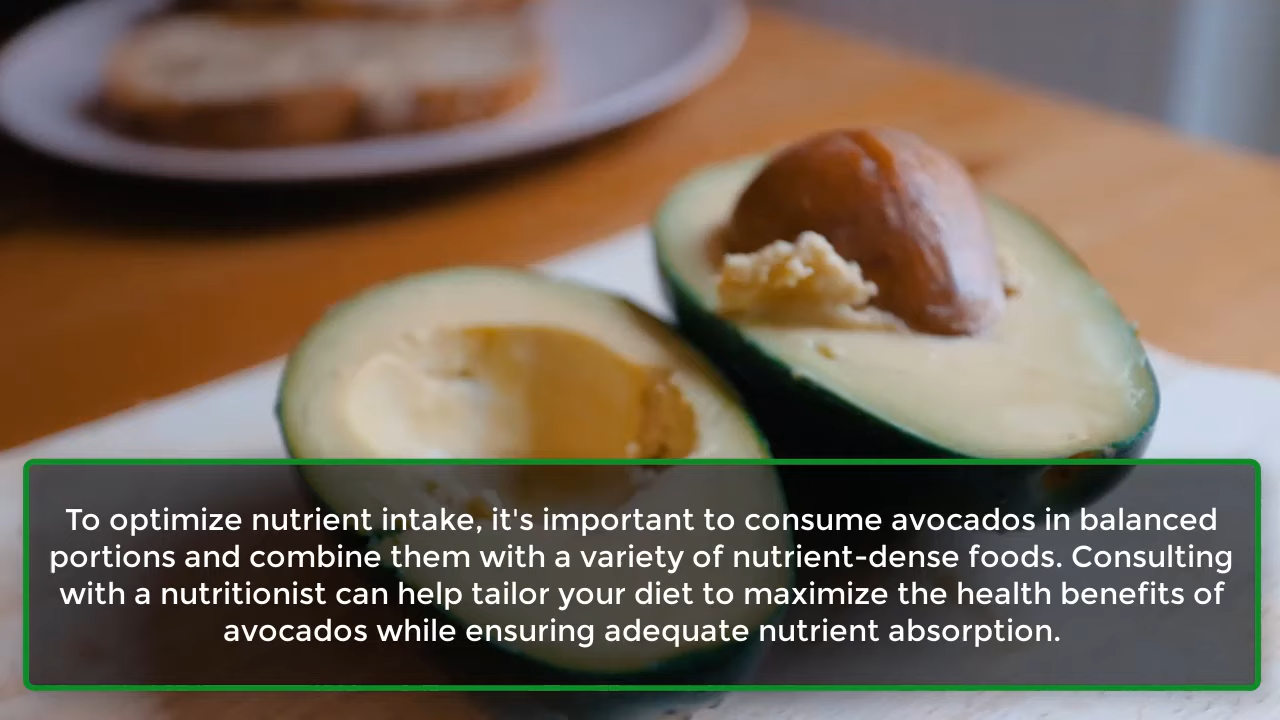 To optimize nutrient intake, it's important to consume avocados in balanced
portions and combine them with a variety of nutrient-dense foods. Consulting
with a nutritionist can help tailor your diet to maximize the health benefits of
avocados while ensuring adequate nutrient absorption.